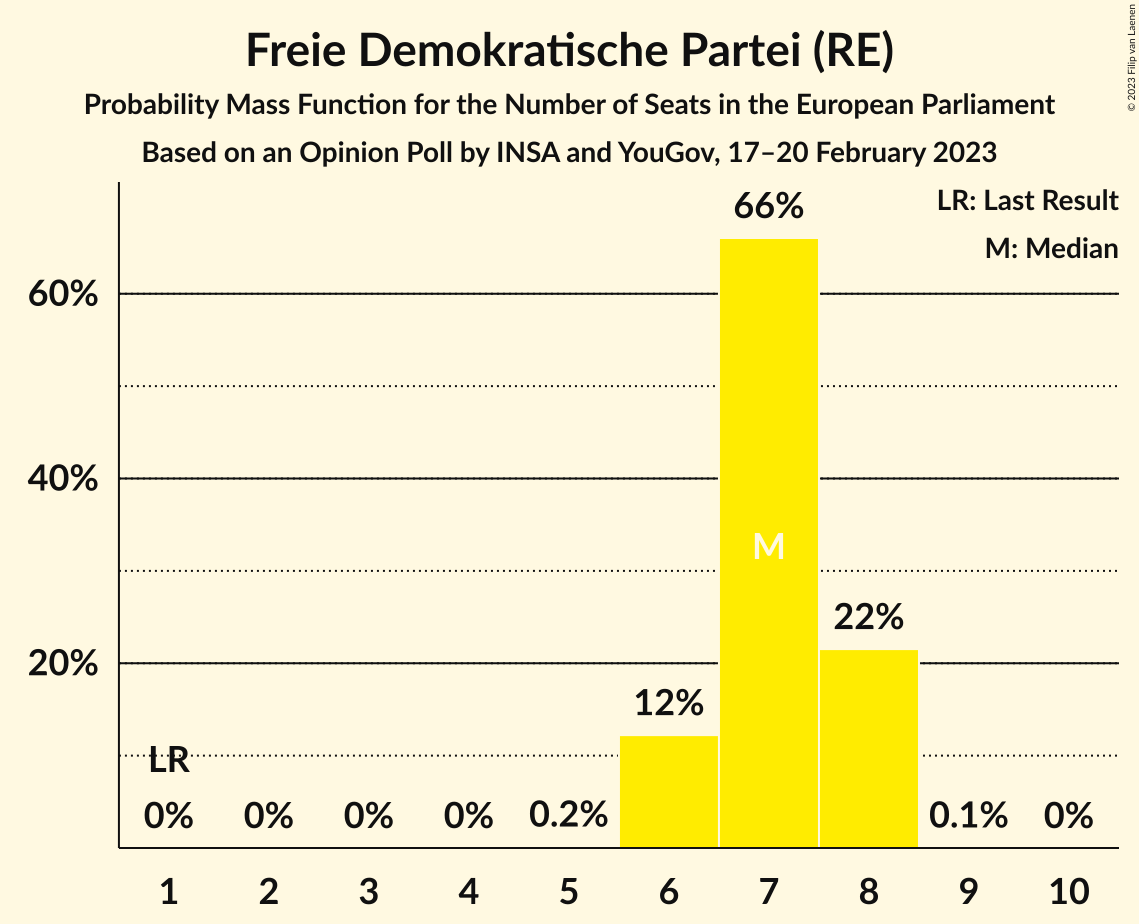 Freie Demokratische Partei (RE)
Probability Mass Function for the Number of Seats in the European Parliament
Based on an Opinion Poll by INSA and YouGov, 17–20 February 2023
© 2023 Filip van Laenen
LR: Last Result
M: Median
66%
60%
40%
M
22%
20%
12%
LR
0%
0%
0%
0%
0.2%
0.1%
0%
1
2
3
4
5
6
7
8
9
10